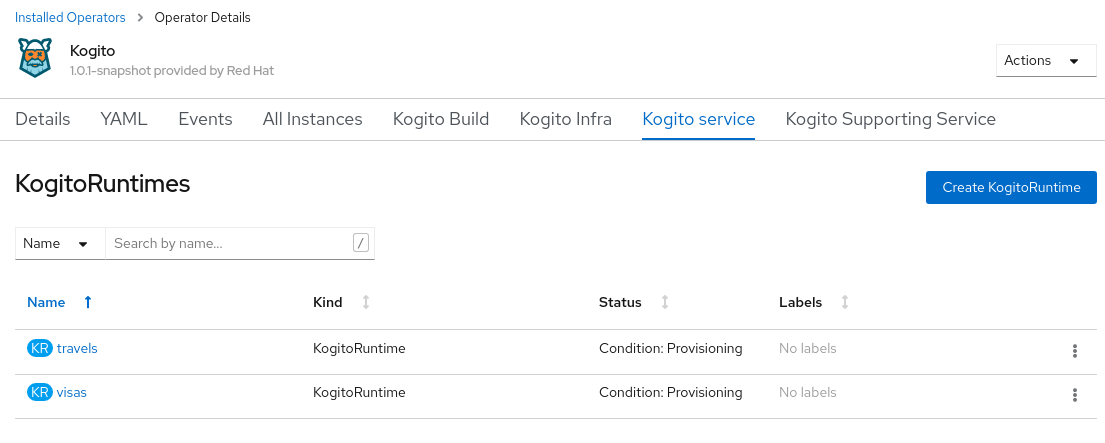 Installed Operators > Operator Details
Kogito
1.0.1-snapshot provided by Red Hat
Actions
Details YAML Events All Instances Kogito Build Kogito Infra Kogito service Kogito Supporting Service
KogitoRuntimes
Create KogitoRuntime
Name Search by name... /
Name Kind Status Labels
KR travels KogitoRuntime Condition: Provisioning No labels
KR visas KogitoRuntime Condition: Provisioning No labels